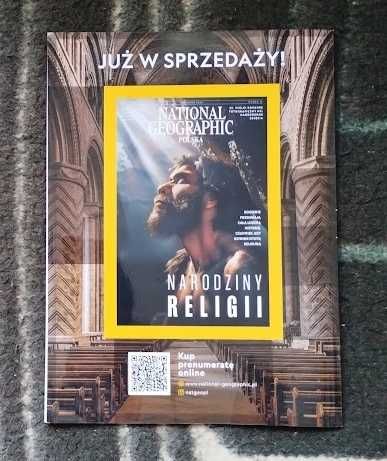 JUŻ W SPRZEDAŻY!
NATIONAL
GEOGRAPHIC
POLSKA
NARODZINY
RELIGII
Kup
prenumeratę
online
www.national-geographic.pl
natgeopl